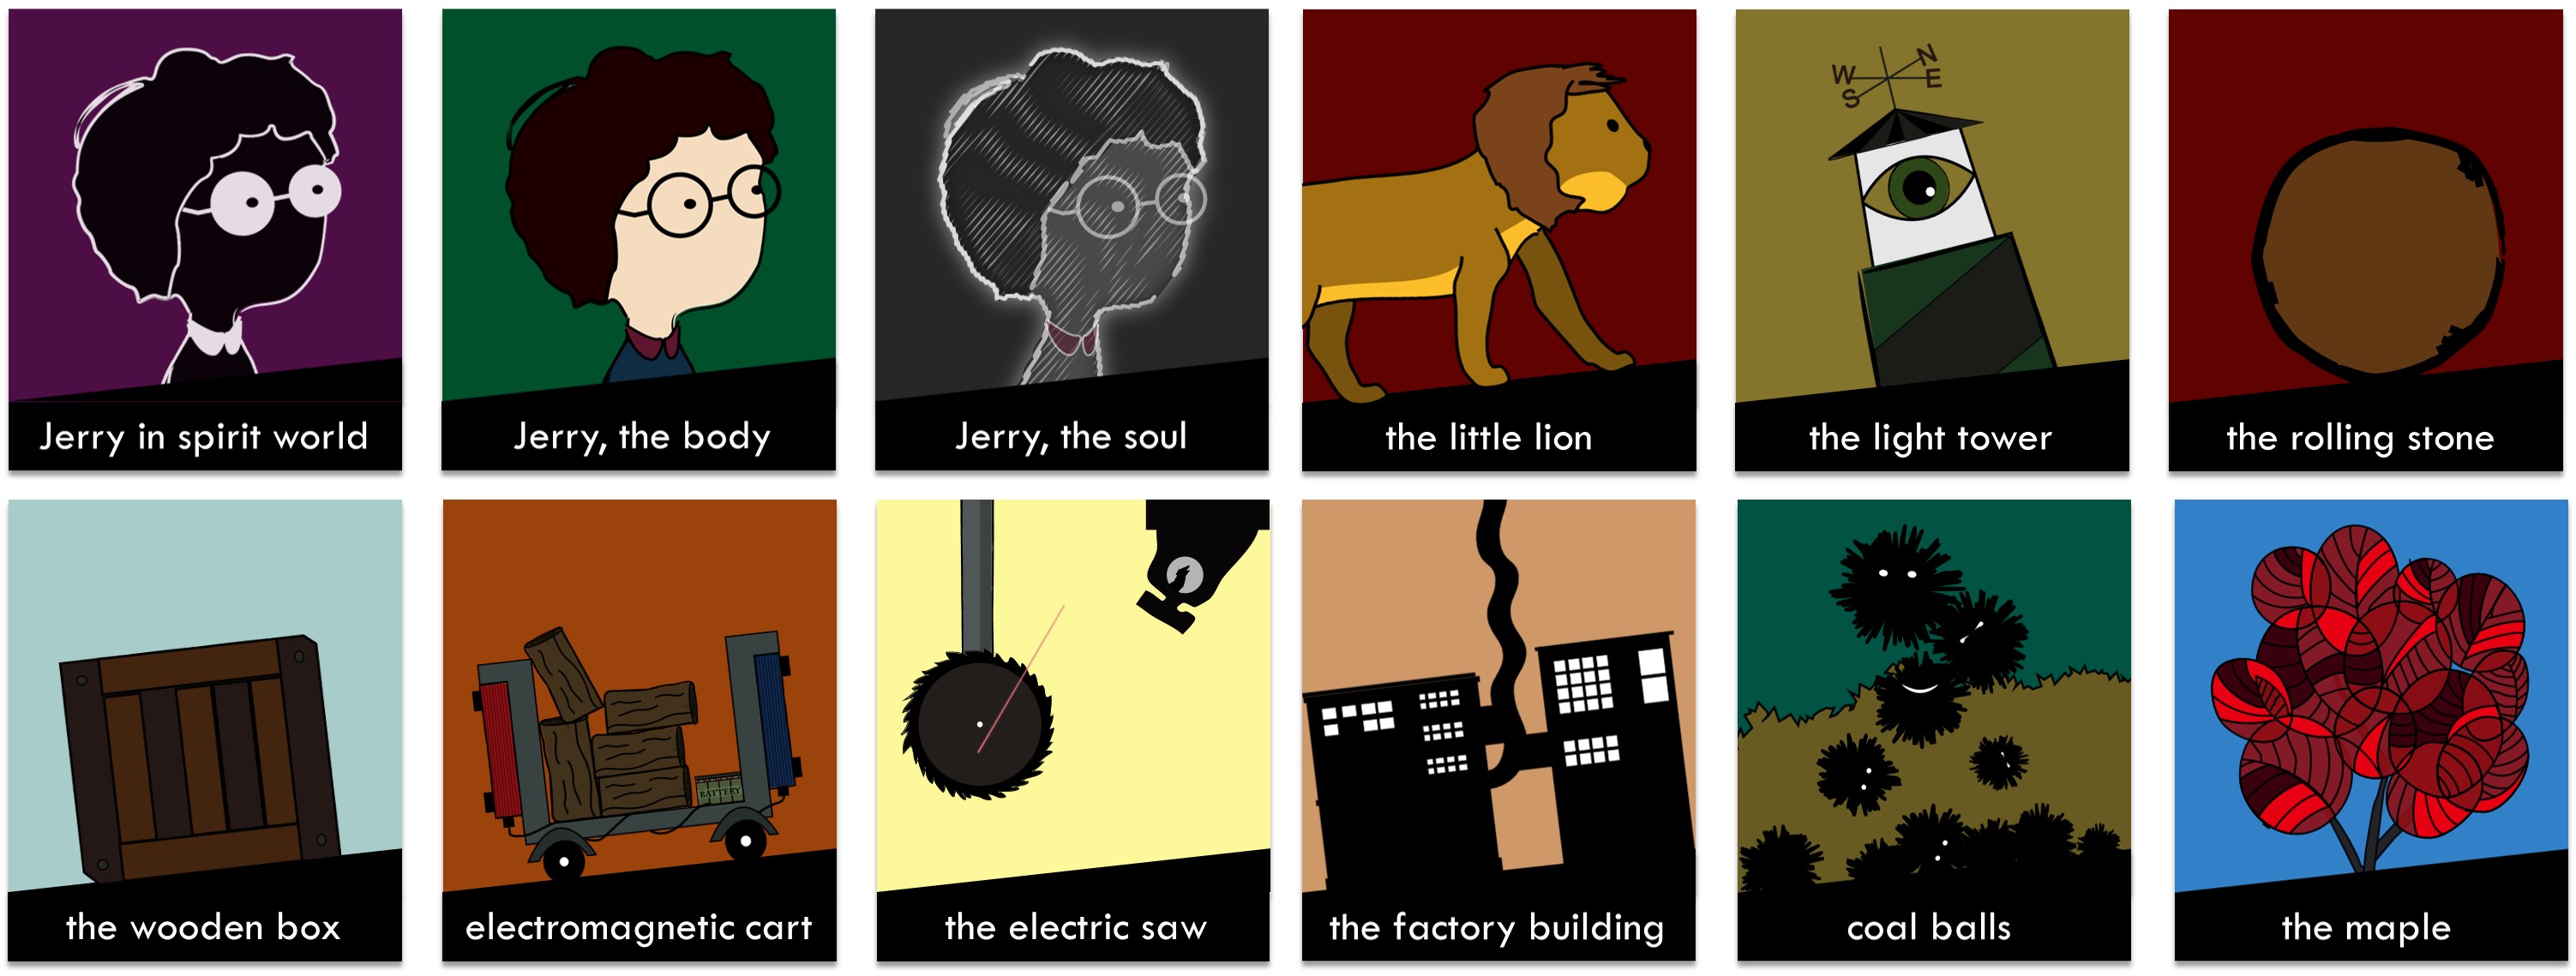 W N
S E
Jerry in spirit world
Jerry, the body
Jerry, the soul
the little lion
the light tower
the rolling stone
BATTERY
the wooden box
electromagnetic cart
the electric saw
the factory building
coal balls
the maple